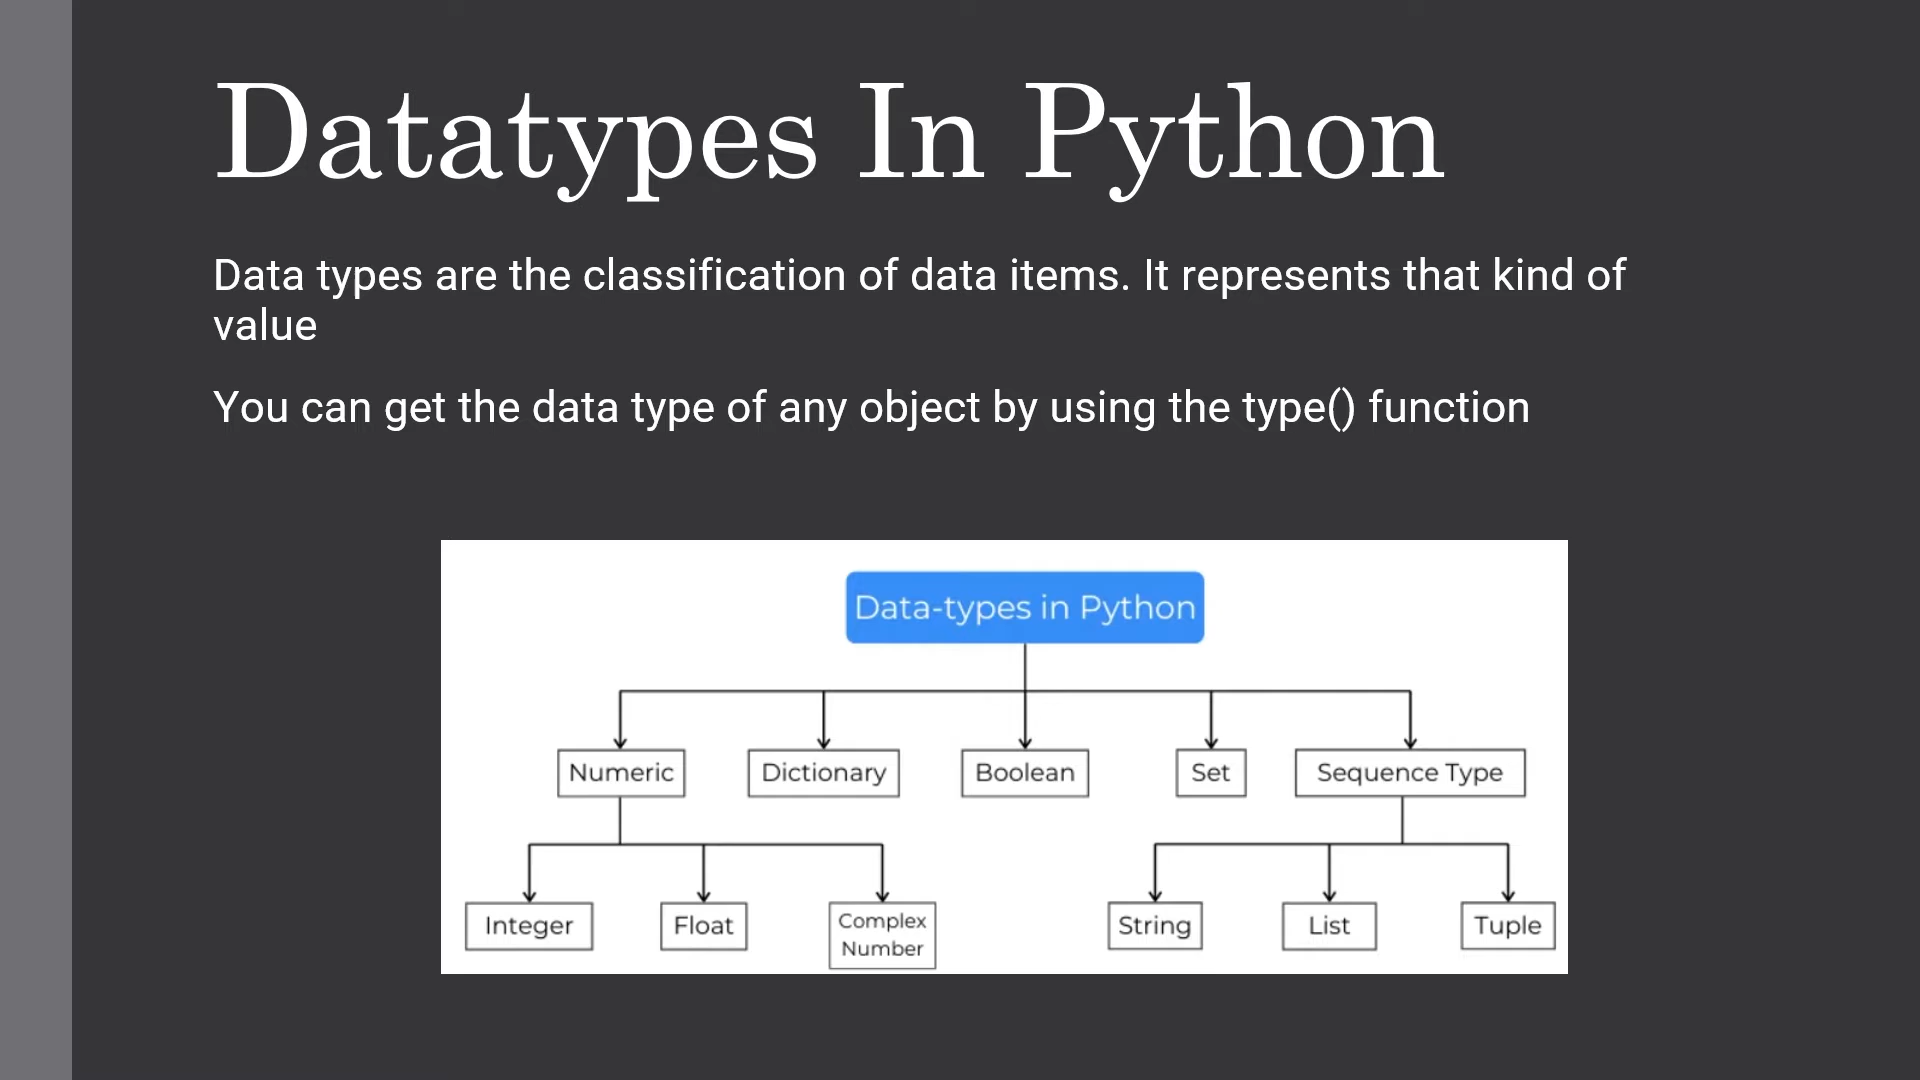 Datatypes In Python
Data types are the classification of data items. It represents that kind of
value
You can get the data type of any object by using the type() function
Data-types in Python
Numeric
Dictionary
Boolean
Set
Sequence Type
Integer
Float
Complex
Number
String
List
Tuple